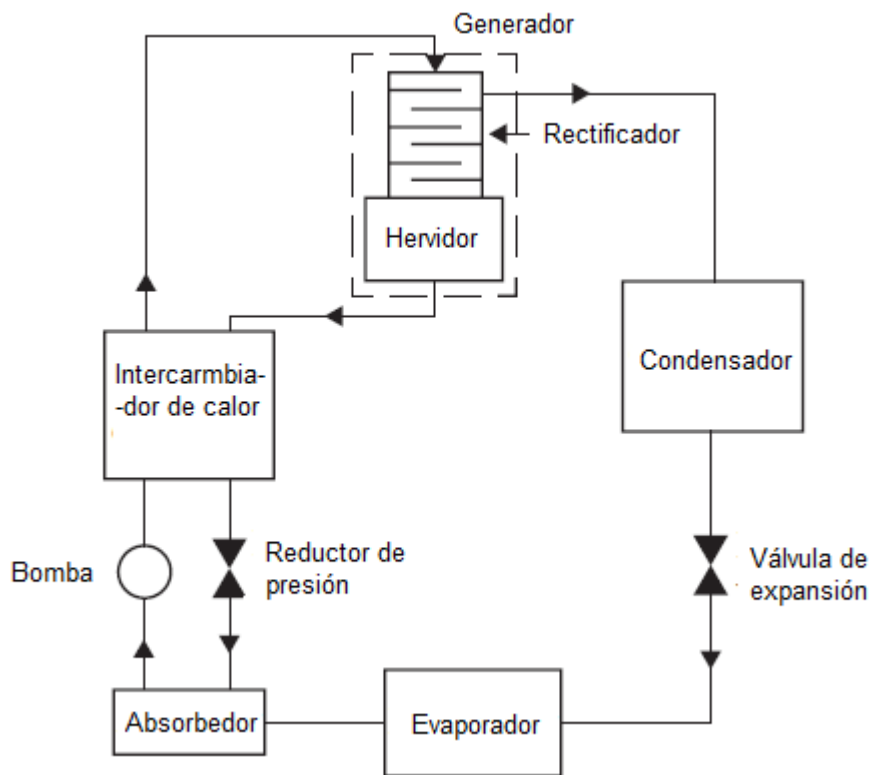 Generador
Rectificador
Hervidor
Intercarmbia-
-dor de calor
Condensador
Bomba
Reductor de
presión
Válvula de
expansión
Absorbedor
Evaporador